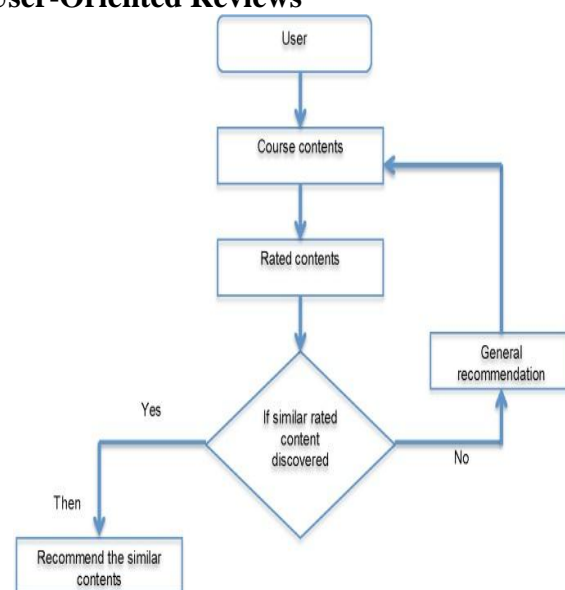 User-Oriented Reviews
User
Course contents
Rated contents
General
recommendation
If similar rated
content
discovered
Yes
No
Then
Recommend the similar
contents